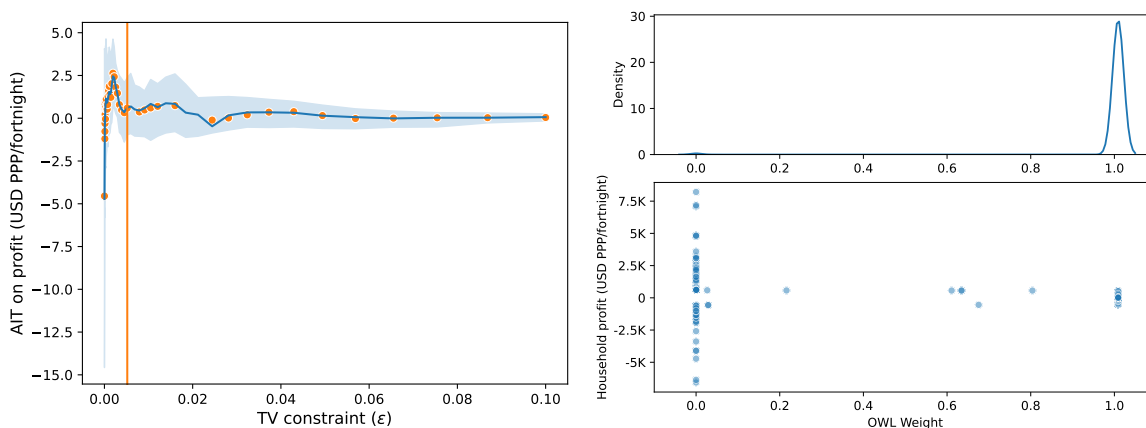 AIT on profit (USD PPP/fortnight)
5.0
2.5
0.0
−2.5
−5.0
−7.5
−10.0
−12.5
−15.0
0.00 0.02 0.04 0.06 0.08 0.10
TV constraint (ε)
Density
30
20
10
0
0.0 0.2 0.4 0.6 0.8 1.0
Household profit (USD PPP/fortnight)
7.5K
2.5K
0
-2.5K
-5K
0.0 0.2 0.4 0.6 0.8 1.0
OWL Weight